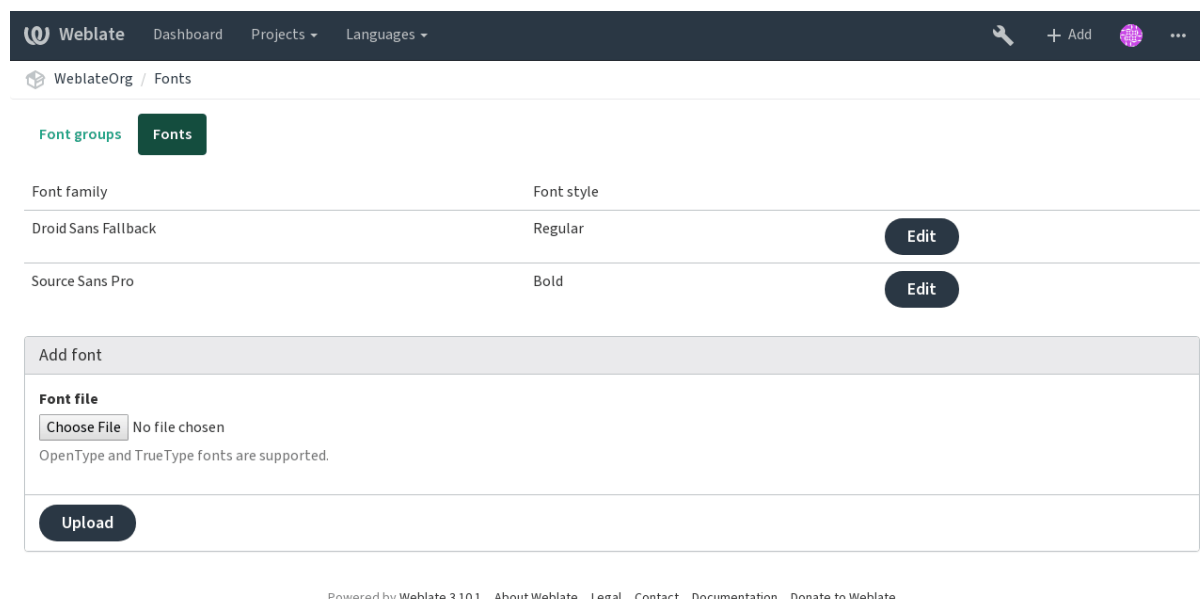 Weblate Dashboard Projects Languages Add
WeblateOrg / Fonts
Font groups Fonts
Font family Font style
Droid Sans Fallback Regular Edit
Source Sans Pro Bold Edit
Add font
Font file
Choose File No file chosen
OpenType and TrueType fonts are supported.
Upload
Powered by Weblate 3.10.1 About Weblate Legal Contact Documentation Donate to Weblate